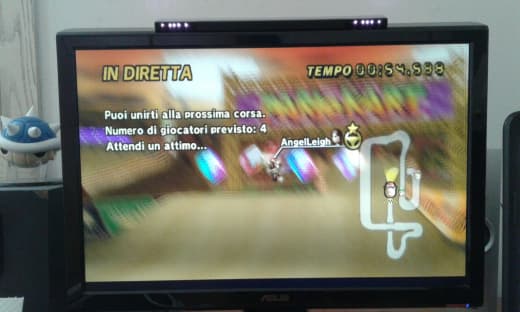 IN DIRETTA
TEMPO 00:54.588
Puoi unirti alla prossima corsa.
Numero di giocatori previsto: 4
Attendi un attimo...
AngelLeigh
ASUS